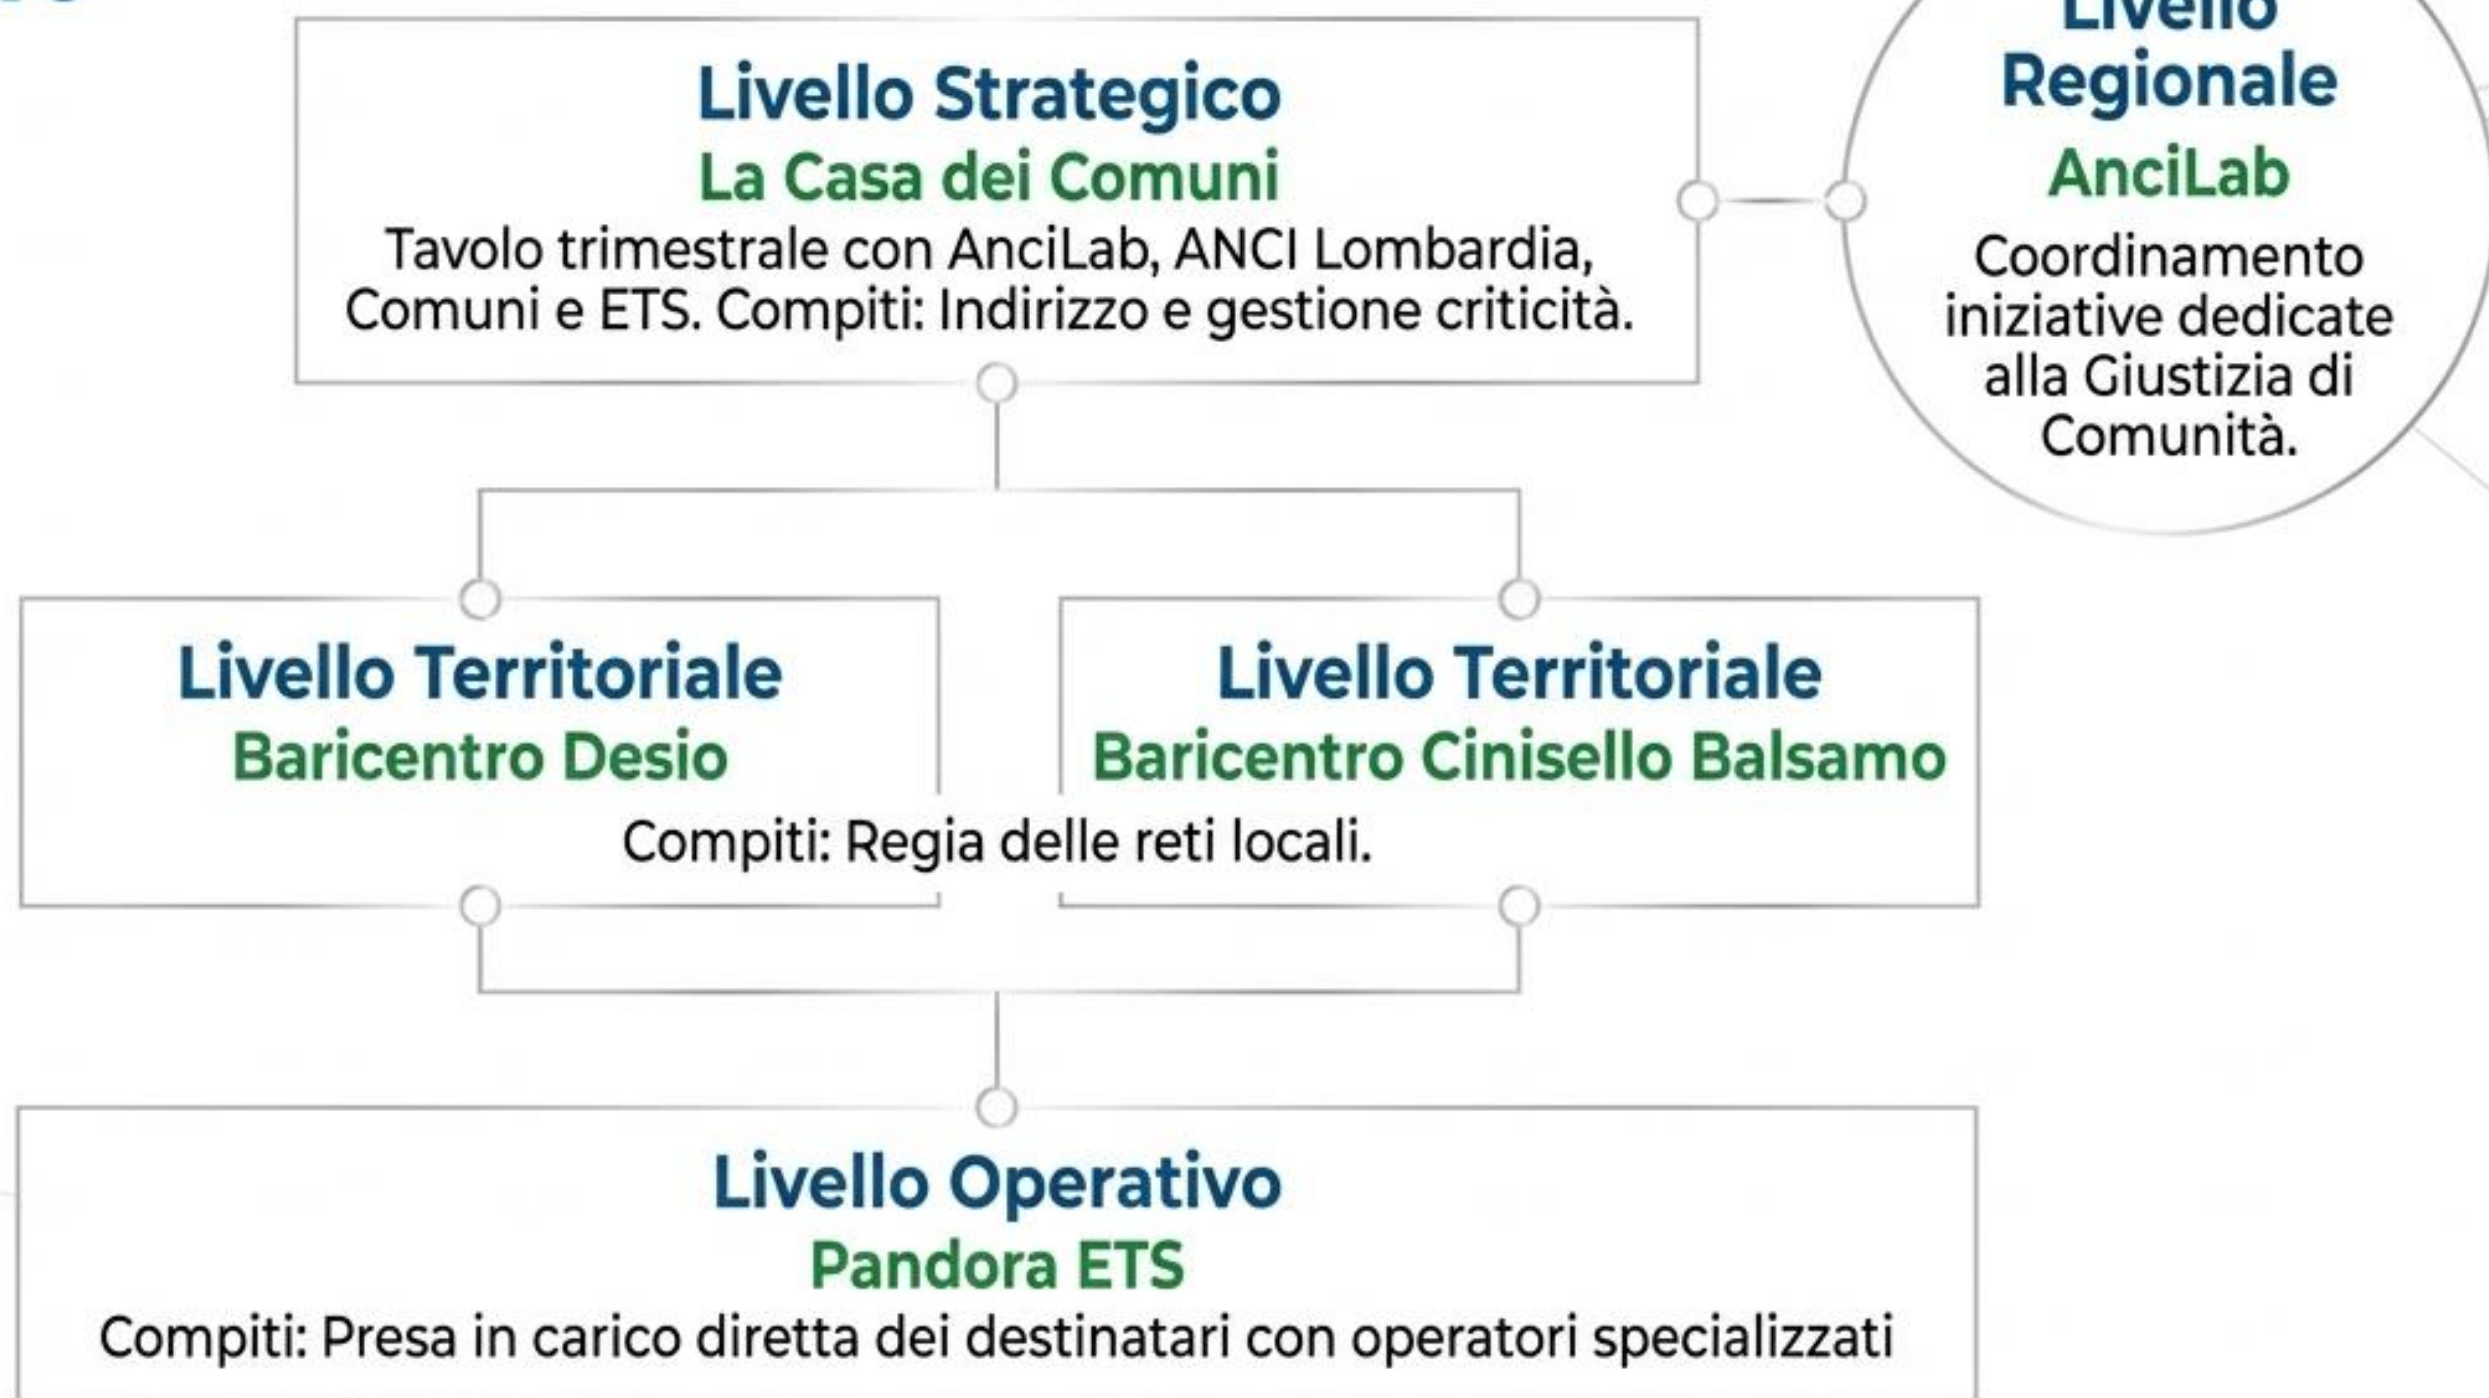 Livello Strategico
La Casa dei Comuni
Tavolo trimestrale con AnciLab, ANCI Lombardia,
Comuni e ETS. Compiti: Indirizzo e gestione criticità.
Livello
Regionale
AnciLab
Coordinamento
iniziative dedicate
alla Giustizia di
Comunità.
Livello Territoriale
Baricentro Desio
Livello Territoriale
Baricentro Cinisello Balsamo
Compiti: Regia delle reti locali.
Livello Operativo
Pandora ETS
Compiti: Presa in carico diretta dei destinatari con operatori specializzati